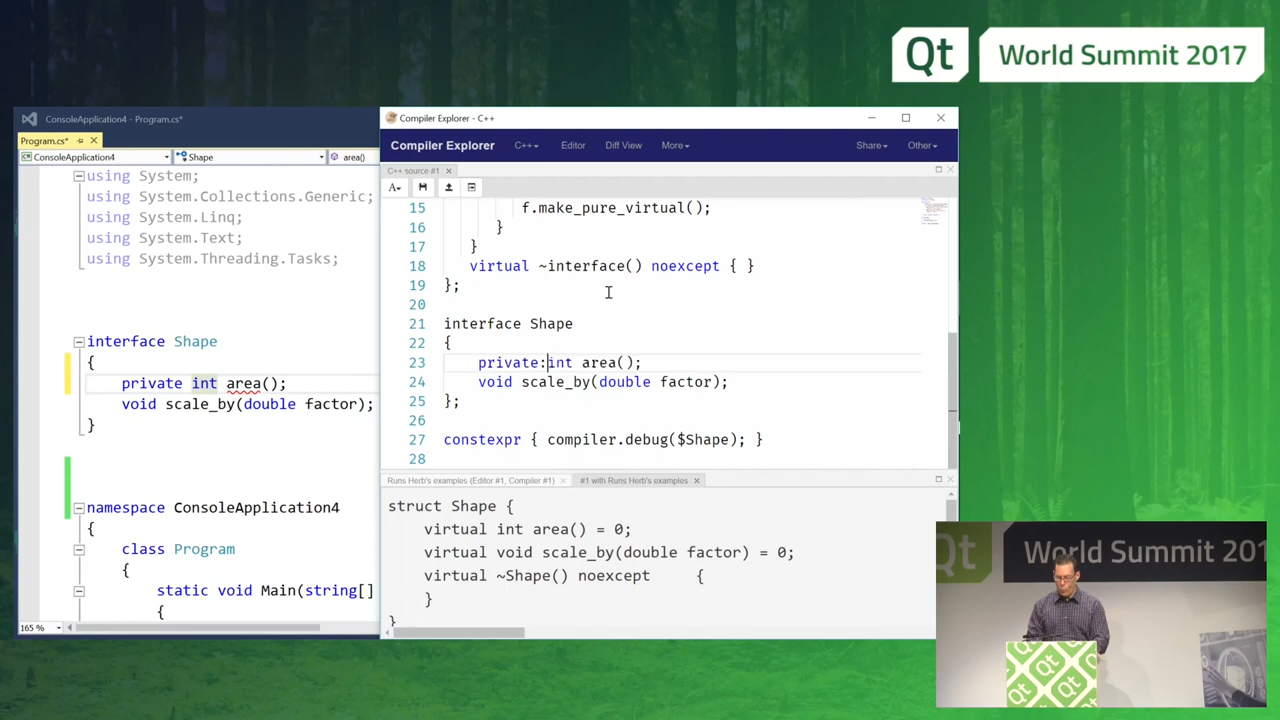 Qt World Summit 2017
ConsoleApplication4 - Program.cs*
Program.cs*
ConsoleApplication4 Shape area()
using System;
using System.Collections.Generic;
using System.Linq;
using System.Text;
using System.Threading.Tasks;
interface Shape
{
private int area();
void scale_by(double factor);
}
namespace ConsoleApplication4
{
class Program
{
static void Main(string[]
{
165 %
Compiler Explorer - C++
Compiler Explorer C++ Editor Diff View More Share Other
C++ source #1
A
15 f.make_pure_virtual();
16 }
17 }
18 virtual ~interface() noexcept { }
19 };
20
21 interface Shape
22 {
23 private:int area();
24 void scale_by(double factor);
25 };
26
27 constexpr { compiler.debug($Shape); }
28
Runs Herb's examples (Editor #1, Compiler #1) #1 with Runs Herb's examples
struct Shape {
virtual int area() = 0;
virtual void scale_by(double factor) = 0;
virtual ~Shape() noexcept {
}
}
Qt World Summit 201
Qt